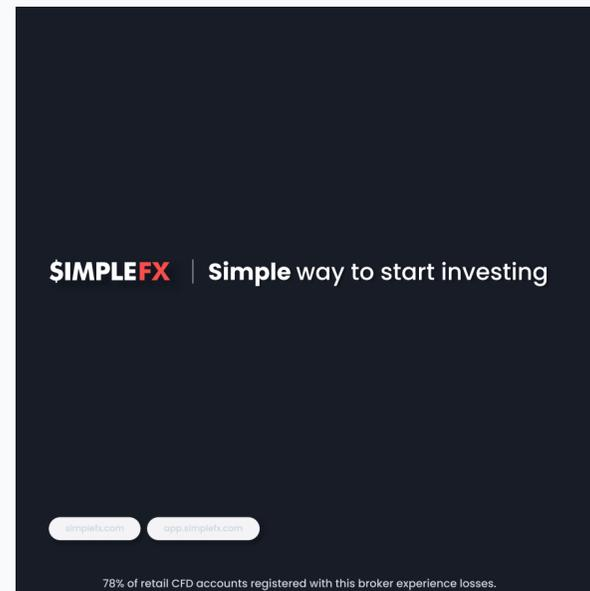 $IMPLEFX | Simple way to start investing
simplefx.com app.simplefx.com
78% of retail CFD accounts registered with this broker experience losses.